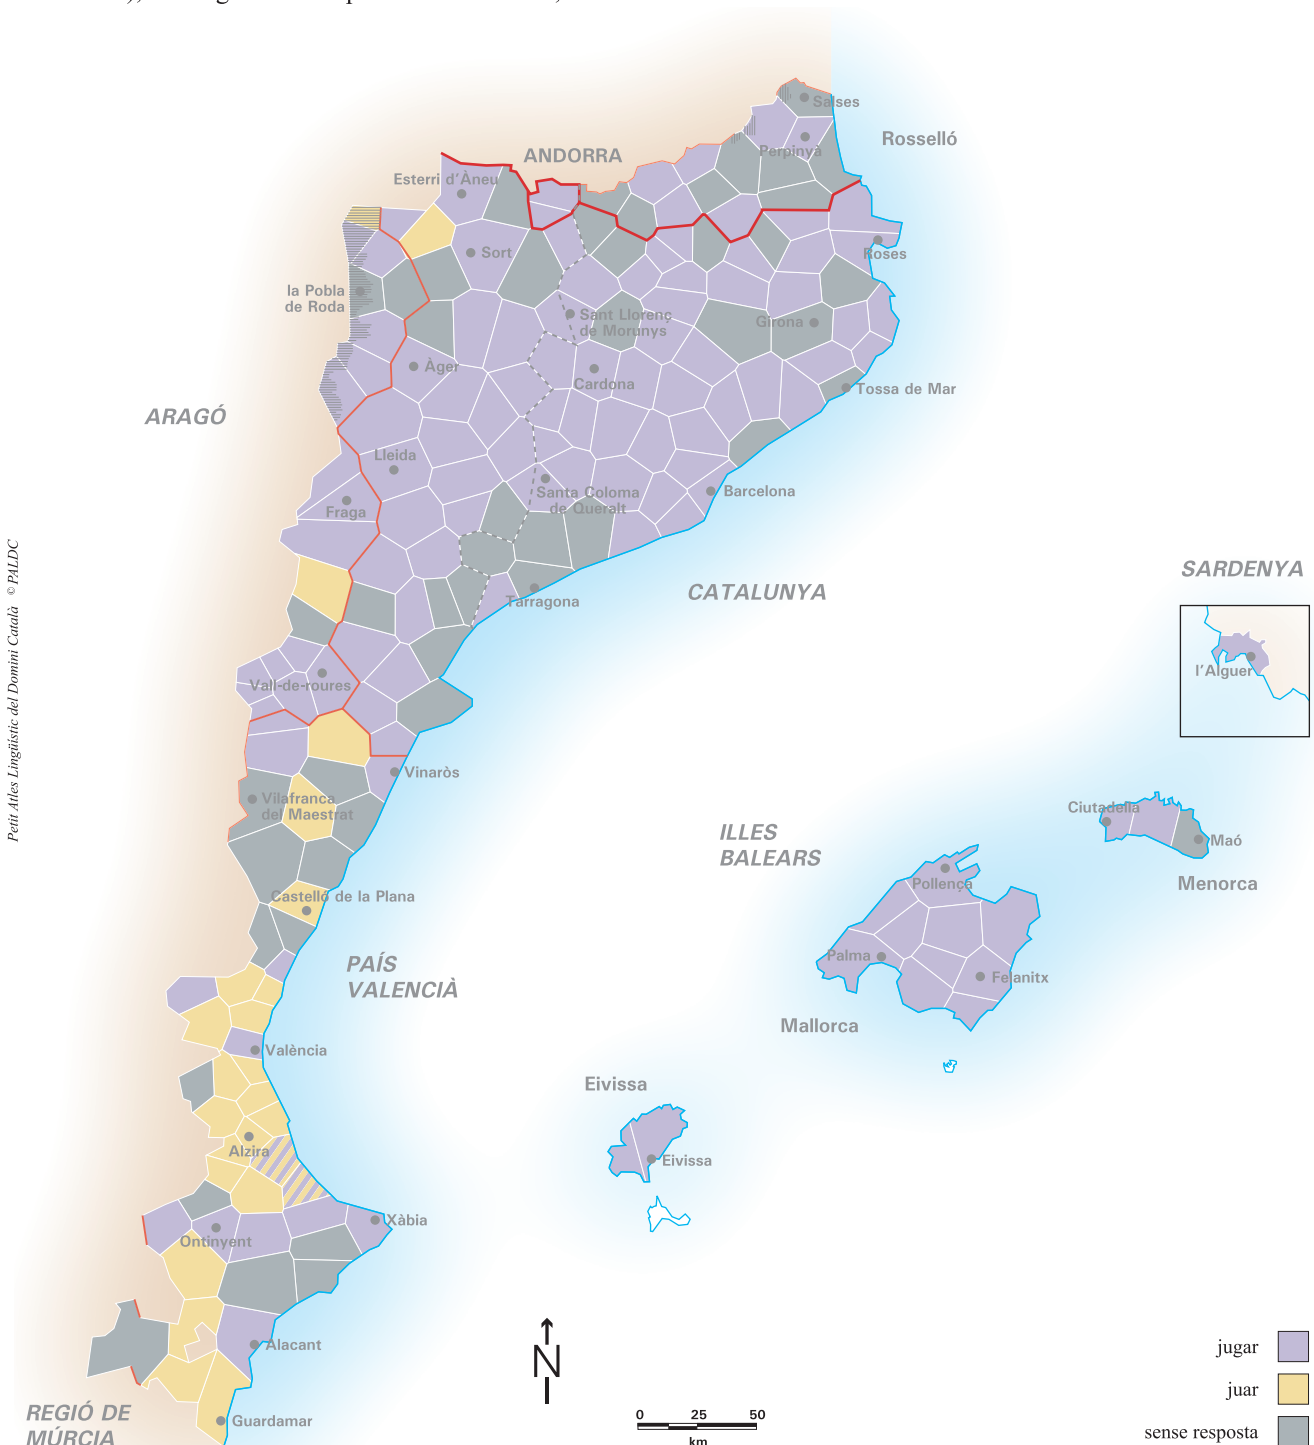 ANDORRA
Salses
Rosselló
Perpinyà
Esterri d'Àneu
Sort
Roses
la Pobla
de Roda
Sant Llorenç
de Morunys
Girona
Àger
Cardona
Tossa de Mar
ARAGÓ
Lleida
Santa Coloma
de Queralt
Barcelona
Fraga
Petit Atles Lingüístic del Domini Català © PALDC
SARDENYA
CATALUNYA
Tarragona
l'Alguer
Vall-de-roures
Vinaròs
Vilafranca
del Maestrat
ILLES
BALEARS
Ciutadella
Maó
Menorca
Pollença
Castelló de la Plana
PAÍS
VALENCIÀ
Palma
Felanitx
Mallorca
València
Eivissa
Alzira
Eivissa
Xàbia
Ontinyent
Alacant
N
jugar
juar
REGIÓ DE
MÚRCIA
Guardamar
0 25 50
km
sense resposta